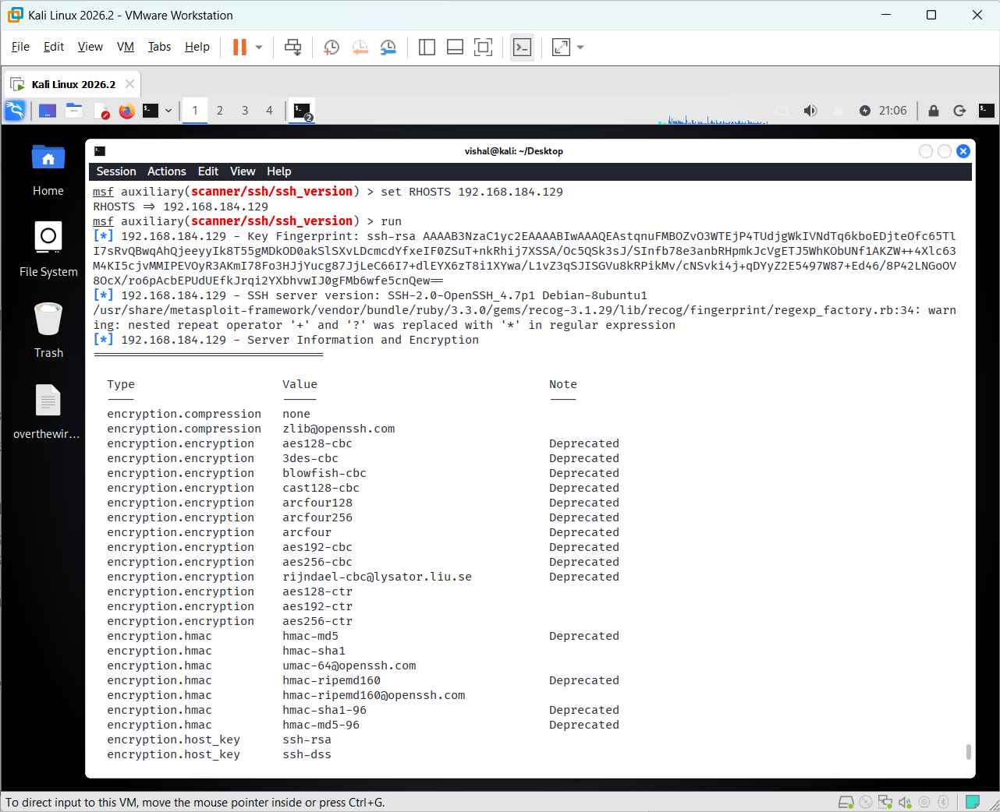 Kali Linux 2026.2 - VMware Workstation
File Edit View VM Tabs Help
Kali Linux 2026.2
1 2 3 4 2 21:06
vishal@kali: ~/Desktop
Session Actions Edit View Help
Home
File System
Trash
overthewir...
msf auxiliary(scanner/ssh/ssh_version) > set RHOSTS 192.168.184.129
RHOSTS => 192.168.184.129
msf auxiliary(scanner/ssh/ssh_version) > run
[*] 192.168.184.129 - Key Fingerprint: ssh-rsa AAAAB3NzaC1yc2EAAAABIwAAAQEAstqnuFMBOZvO3WTEjP4TUdjgWkIVNdTq6kboEDjteOfc65Tl
I7sRvQBwqAhQjeeyyIk8T55gMDkOD0akSlSXvLDcmcdYfxeIF0ZSuT+nkRhij7XSSA/Oc5QSk3sJ/SInfb78e3anbRHpmkJcVgETJ5WhKObUNf1AKZW++4Xlc63
M4KI5cjvMMIPEVOyR3AKmI78Fo3HJjYucg87JjLeC66I7+dlEYX6zT8i1XYwa/L1vZ3qSJISGVu8kRPikMv/cNSvki4j+qDYyZ2E5497W87+Ed46/8P42LNGoOV
8OcX/ro6pAcbEPUdUEfkJrqi2YXbhvwIJ0gFMb6wfe5cnQew==
[*] 192.168.184.129 - SSH server version: SSH-2.0-OpenSSH_4.7p1 Debian-8ubuntu1
/usr/share/metasploit-framework/vendor/bundle/ruby/3.3.0/gems/recog-3.1.29/lib/recog/fingerprint/regexp_factory.rb:34: warn
ing: nested repeat operator '+' and '?' was replaced with '*' in regular expression
[*] 192.168.184.129 - Server Information and Encryption
=================================
Type Value Note
---- ----- ----
encryption.compression none
encryption.compression zlib@openssh.com
encryption.encryption aes128-cbc Deprecated
encryption.encryption 3des-cbc Deprecated
encryption.encryption blowfish-cbc Deprecated
encryption.encryption cast128-cbc Deprecated
encryption.encryption arcfour128 Deprecated
encryption.encryption arcfour256 Deprecated
encryption.encryption arcfour Deprecated
encryption.encryption aes192-cbc Deprecated
encryption.encryption aes256-cbc Deprecated
encryption.encryption rijndael-cbc@lysator.liu.se Deprecated
encryption.encryption aes128-ctr
encryption.encryption aes192-ctr
encryption.encryption aes256-ctr
encryption.hmac hmac-md5 Deprecated
encryption.hmac hmac-sha1
encryption.hmac umac-64@openssh.com
encryption.hmac hmac-ripemd160 Deprecated
encryption.hmac hmac-ripemd160@openssh.com
encryption.hmac hmac-sha1-96 Deprecated
encryption.hmac hmac-md5-96 Deprecated
encryption.host_key ssh-rsa
encryption.host_key ssh-dss
To direct input to this VM, move the mouse pointer inside or press Ctrl+G.